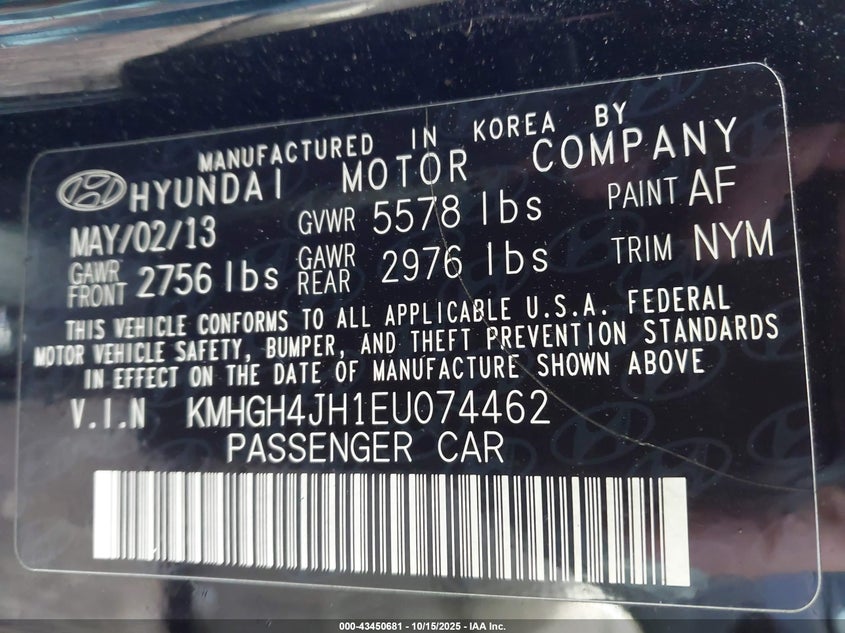 MANUFACTURED IN KOREA BY
HYUNDAI MOTOR COMPANY
MAY/02/13 GVWR 5578 lbs PAINT AF
GAWR FRONT 2756 lbs GAWR REAR 2976 lbs TRIM NYM
THIS VEHICLE CONFORMS TO ALL APPLICABLE U.S.A. FEDERAL
MOTOR VEHICLE SAFETY, BUMPER, AND THEFT PREVENTION STANDARDS
IN EFFECT ON THE DATE OF MANUFACTURE SHOWN ABOVE
V.I.N KMHGH4JH1EU074462
PASSENGER CAR
000-43450681 - 10/15/2025 - IAA Inc.